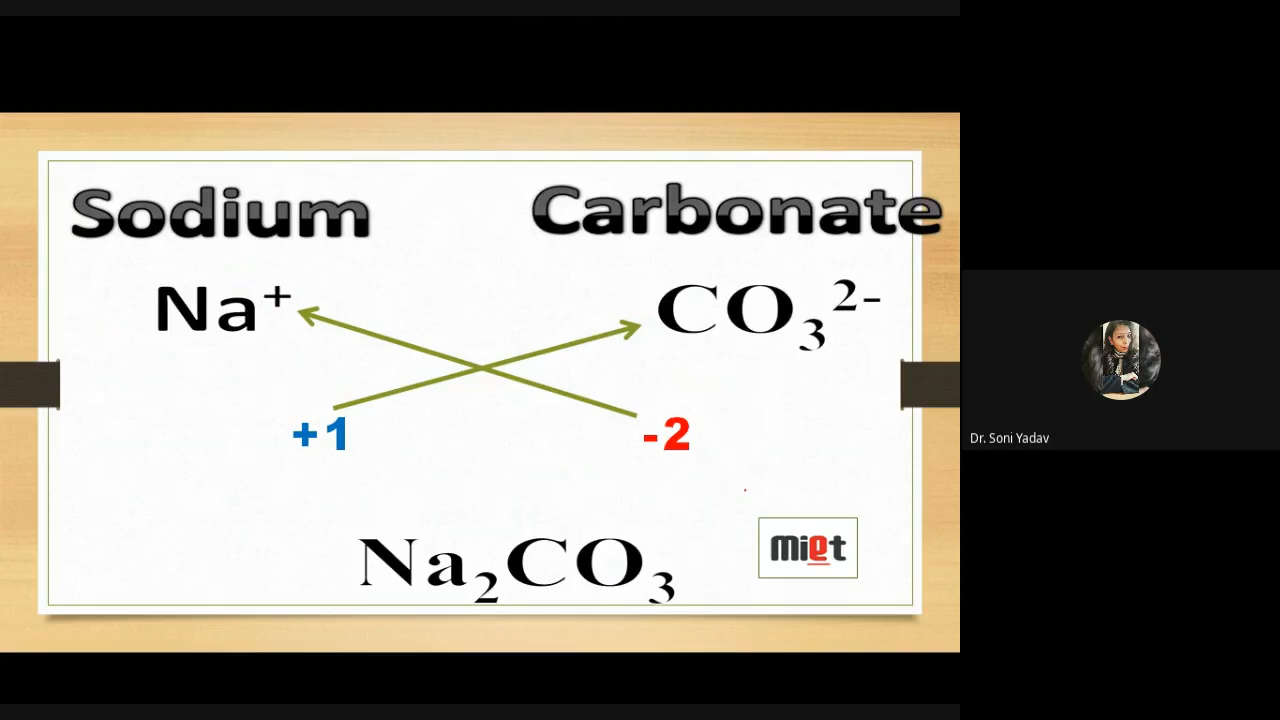 Sodium Carbonate
Na⁺ CO₃²⁻
+1 -2
Na₂CO₃
miet
Dr. Soni Yadav